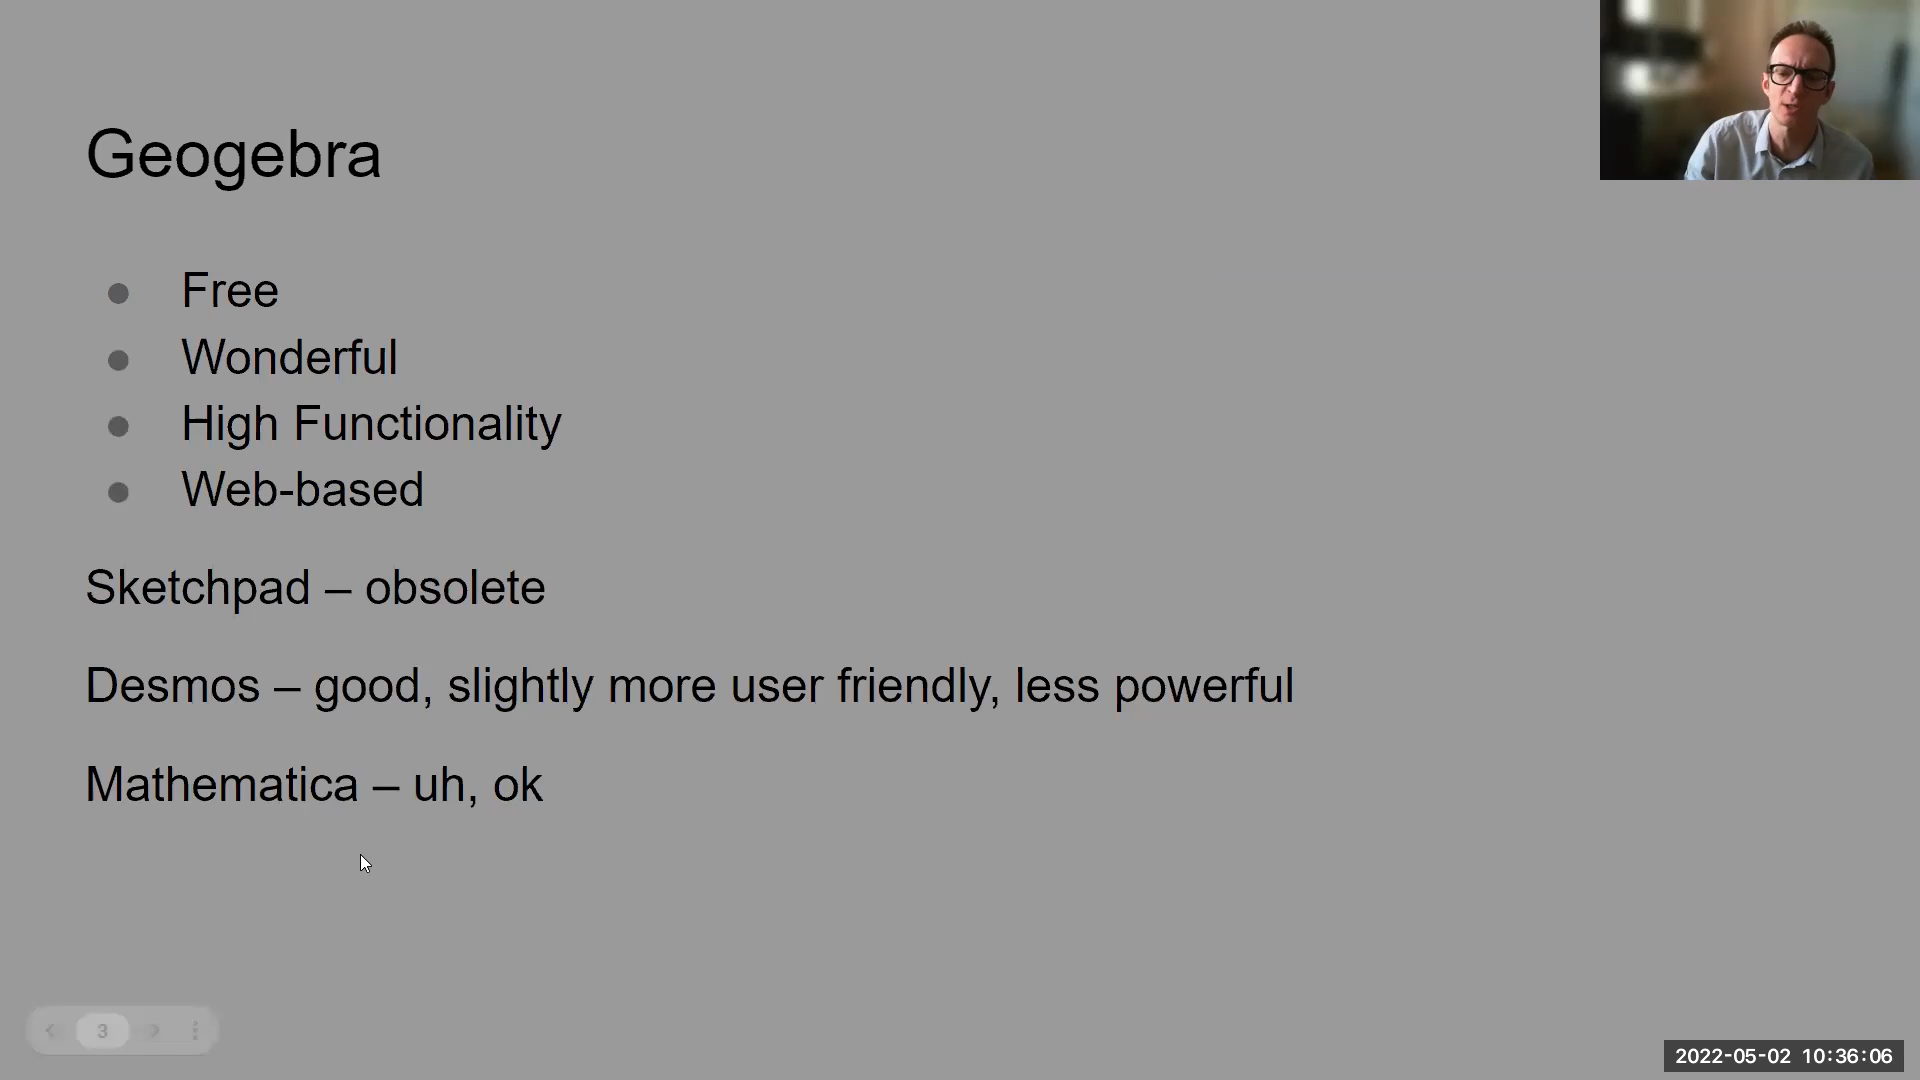 Geogebra
● Free
● Wonderful
● High Functionality
● Web-based
Sketchpad – obsolete
Desmos – good, slightly more user friendly, less powerful
Mathematica – uh, ok
3
2022-05-02 10:36:06